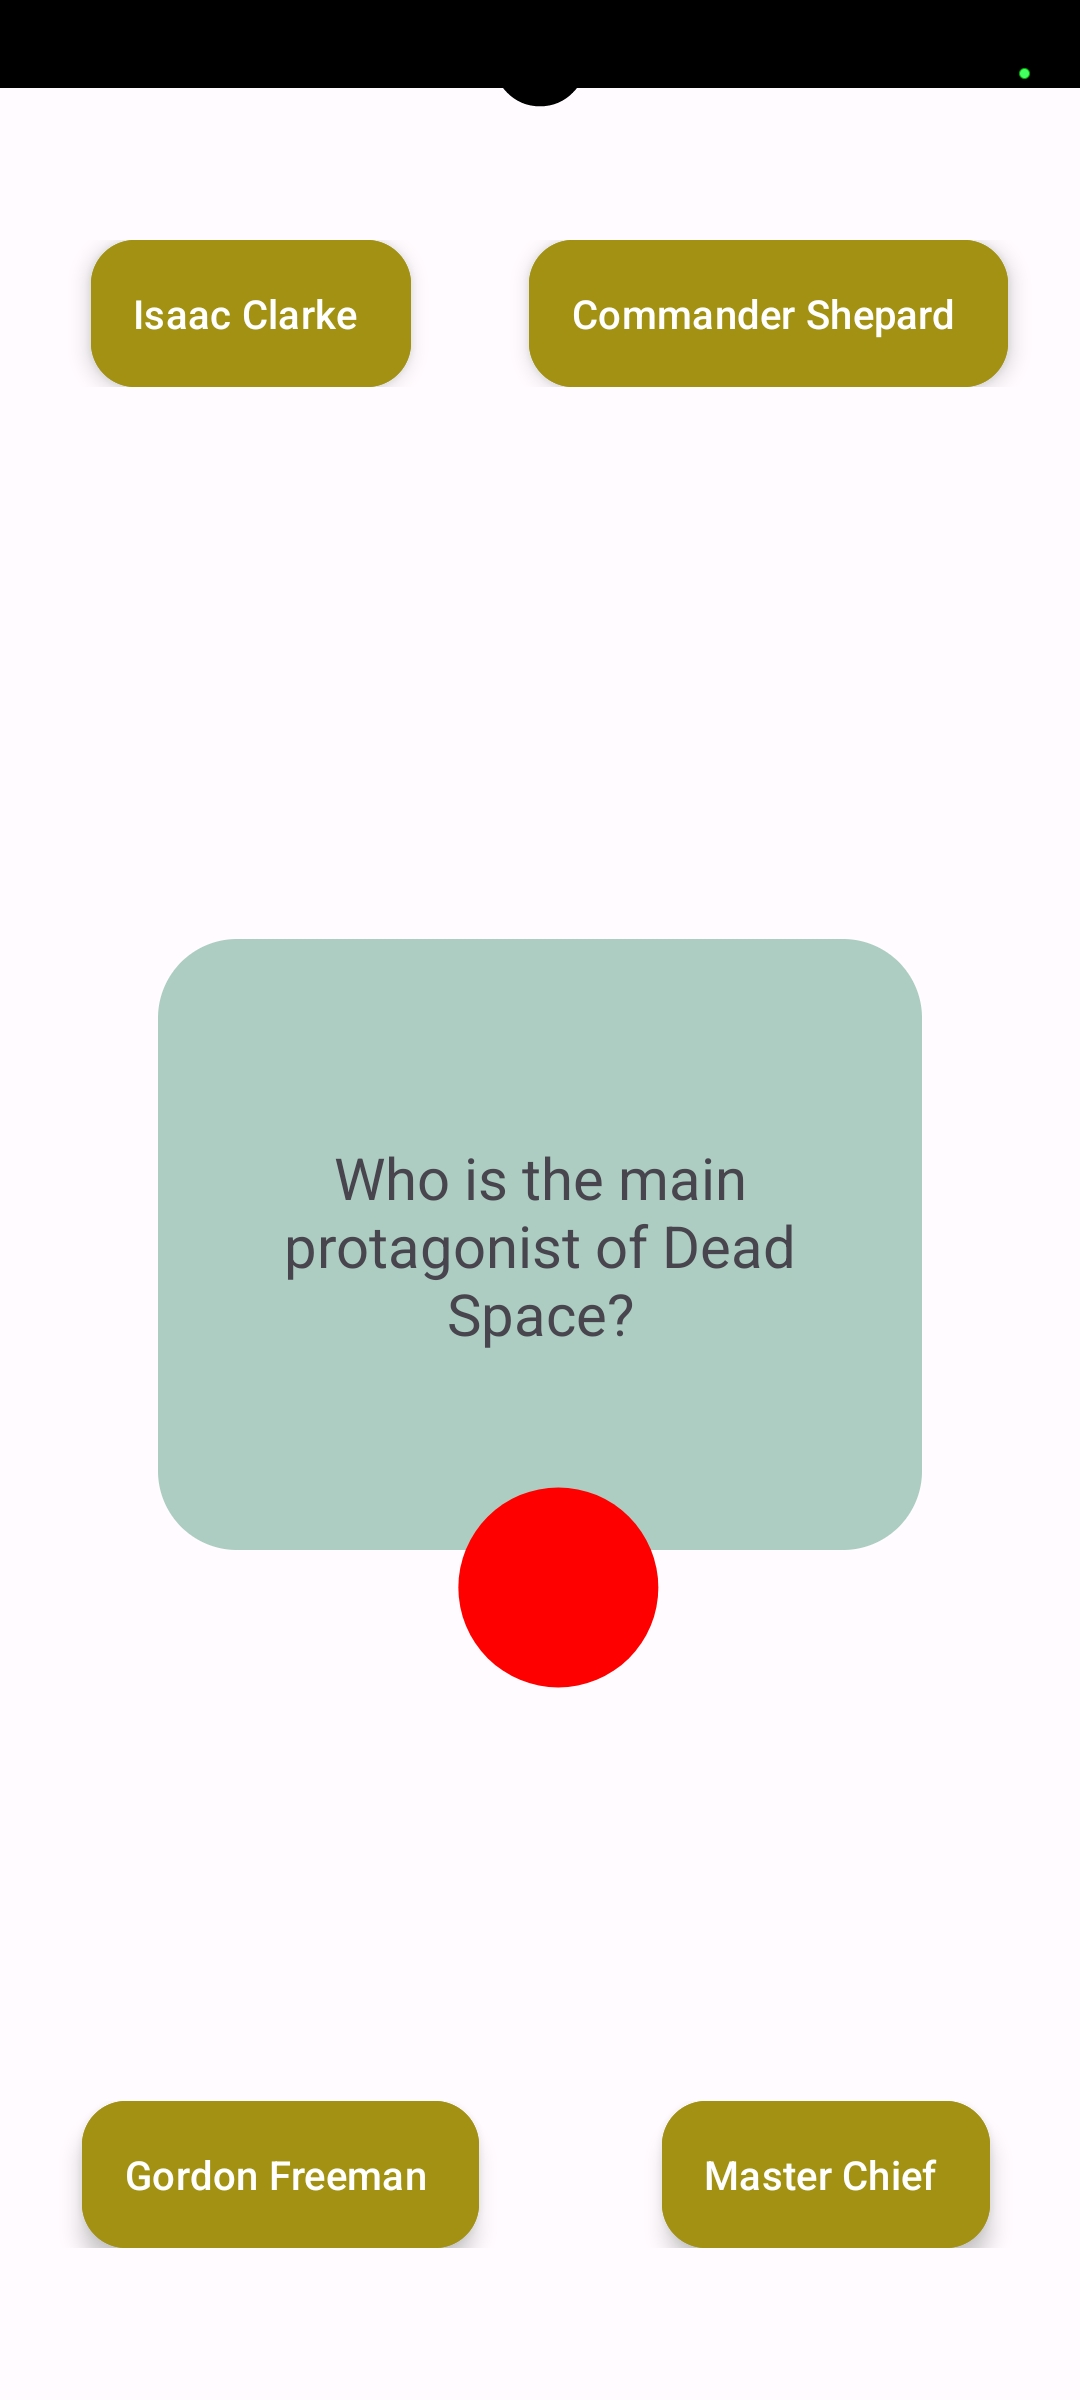 Isaac Clarke
Commander Shepard
Who is the main
protagonist of Dead
Space?
Gordon Freeman
Master Chief